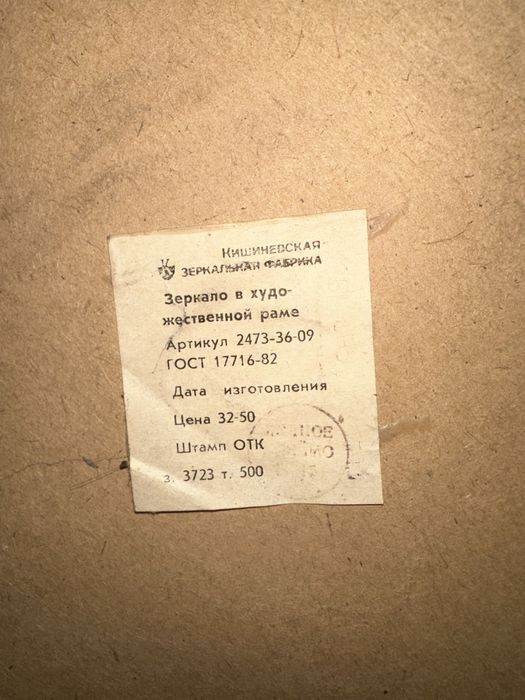 КИШИНЕВСКАЯ
ЗЕРКАЛЬНАЯ ФАБРИКА
Зеркало в худо-
жественной раме
Артикул 2473-36-09
ГОСТ 17716-82
Дата изготовления
Цена 32-50
Штамп ОТК
з. 3723 т. 500